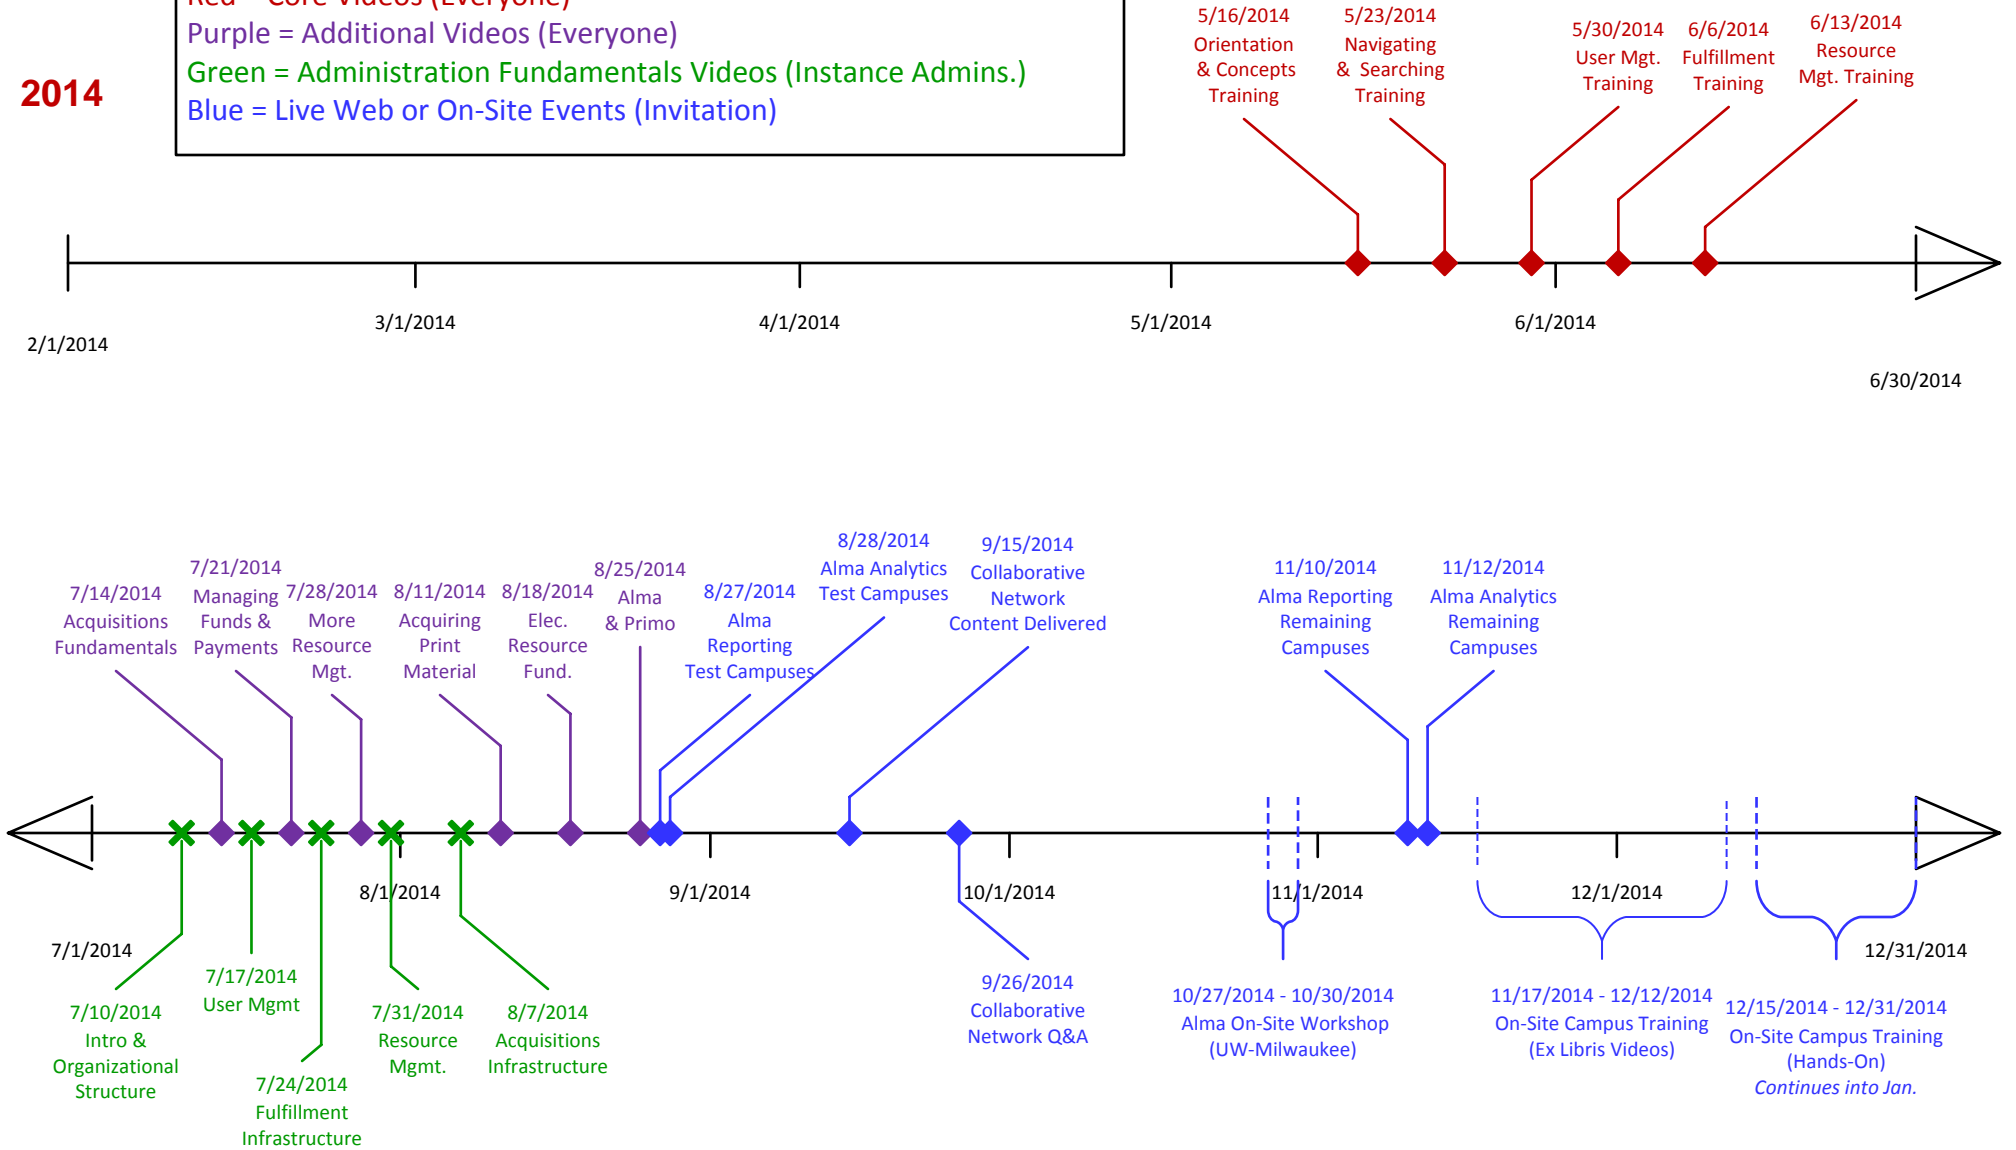 Red = Core Videos (Everyone)
Purple = Additional Videos (Everyone)
Green = Administration Fundamentals Videos (Instance Admins.)
Blue = Live Web or On-Site Events (Invitation)
2014
5/16/2014
Orientation
& Concepts
Training
5/23/2014
Navigating
& Searching
Training
5/30/2014
User Mgt.
Training
6/6/2014
Fulfillment
Training
6/13/2014
Resource
Mgt. Training
2/1/2014
3/1/2014
4/1/2014
5/1/2014
6/1/2014
6/30/2014
7/14/2014
Acquisitions
Fundamentals
7/21/2014
Managing
Funds &
Payments
7/28/2014
More
Resource
Mgt.
8/11/2014
Acquiring
Print
Material
8/18/2014
Elec.
Resource
Fund.
8/25/2014
Alma
& Primo
8/27/2014
Alma
Reporting
Test Campuses
8/28/2014
Alma Analytics
Test Campuses
9/15/2014
Collaborative
Network
Content Delivered
11/10/2014
Alma Reporting
Remaining
Campuses
11/12/2014
Alma Analytics
Remaining
Campuses
7/1/2014
8/1/2014
9/1/2014
10/1/2014
11/1/2014
12/1/2014
12/31/2014
7/10/2014
Intro &
Organizational
Structure
7/17/2014
User Mgmt
7/24/2014
Fulfillment
Infrastructure
7/31/2014
Resource
Mgmt.
8/7/2014
Acquisitions
Infrastructure
9/26/2014
Collaborative
Network Q&A
10/27/2014 - 10/30/2014
Alma On-Site Workshop
(UW-Milwaukee)
11/17/2014 - 12/12/2014
On-Site Campus Training
(Ex Libris Videos)
12/15/2014 - 12/31/2014
On-Site Campus Training
(Hands-On)
Continues into Jan.